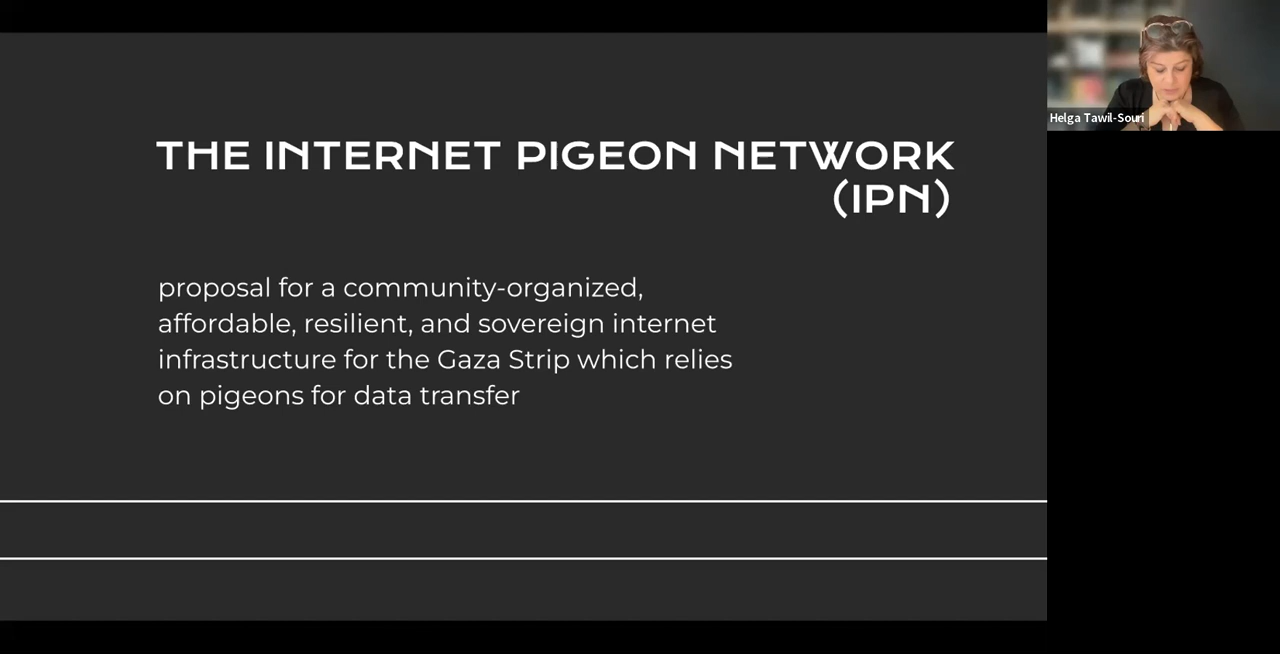 THE INTERNET PIGEON NETWORK
(IPN)
proposal for a community-organized,
affordable, resilient, and sovereign internet
infrastructure for the Gaza Strip which relies
on pigeons for data transfer
Helga Tawil-Souri